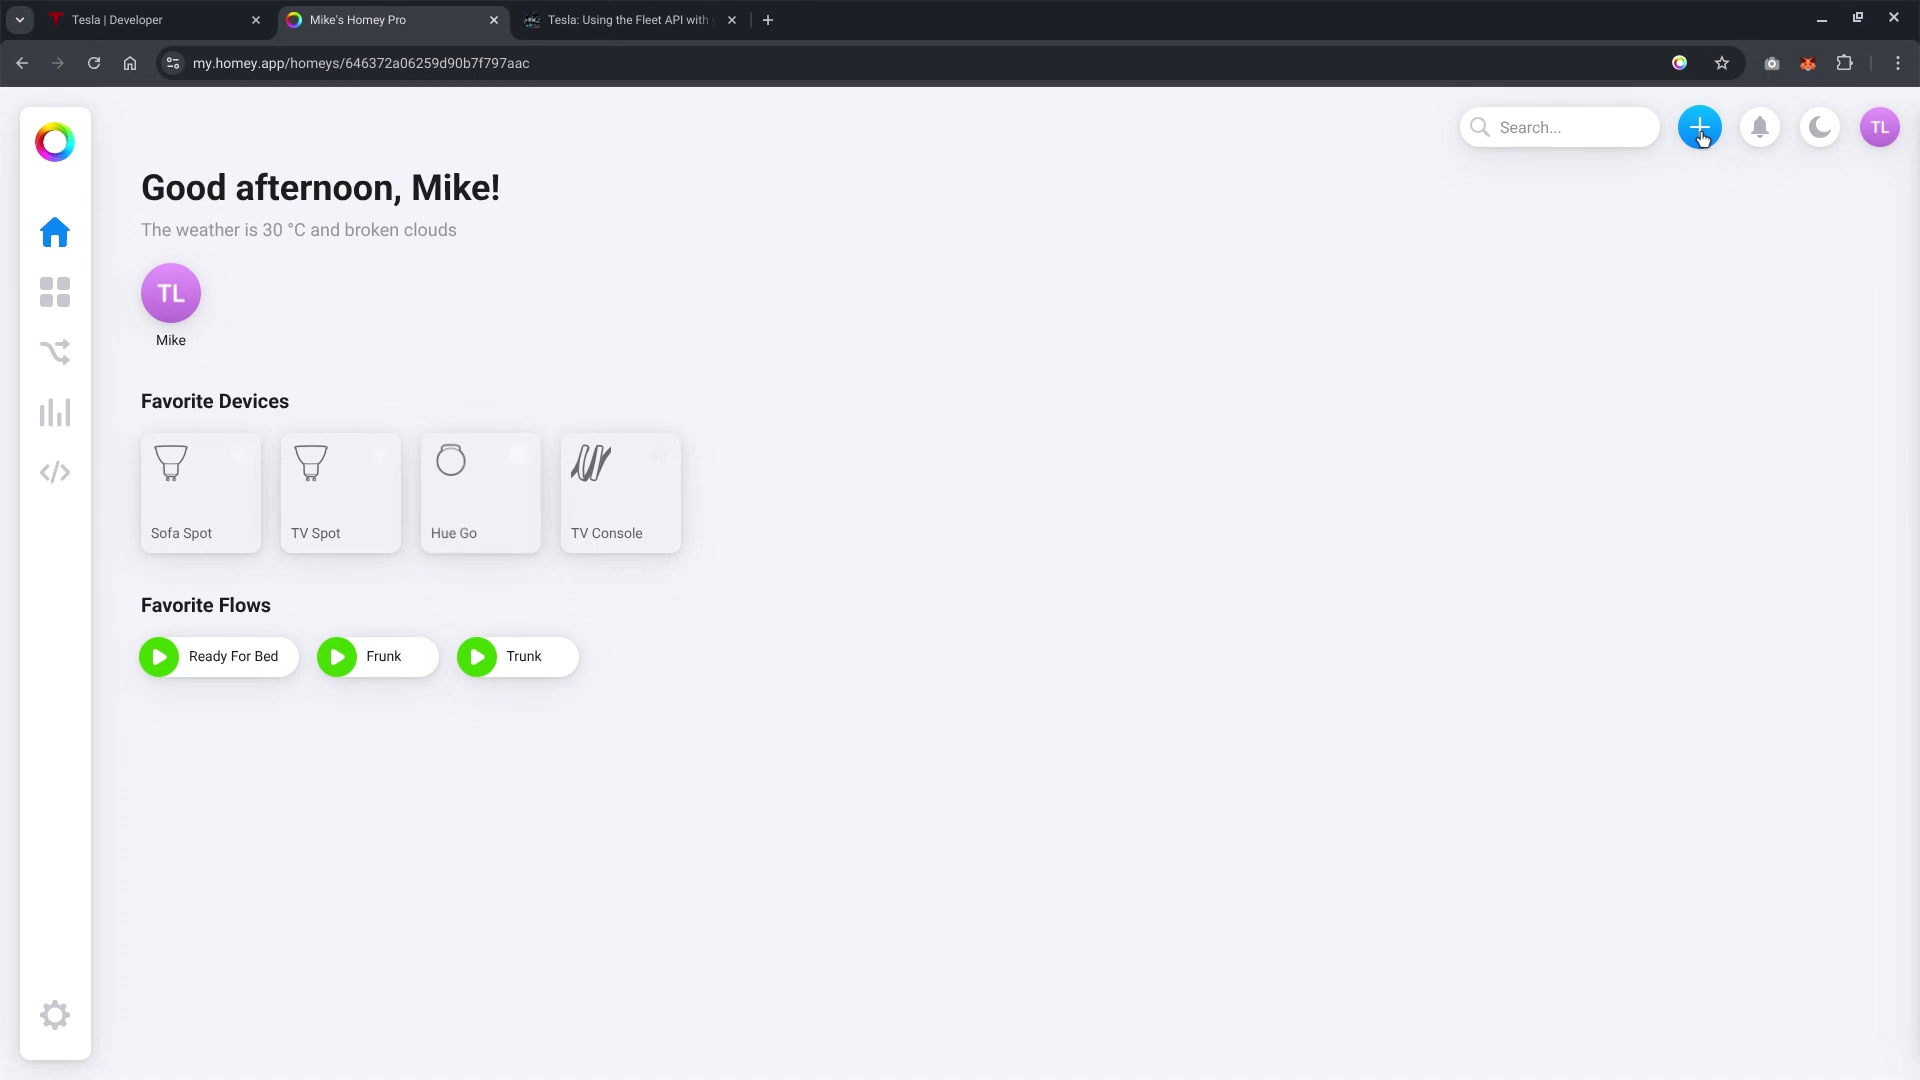 Tesla | Developer
Mike's Homey Pro
Tesla: Using the Fleet API with
my.homey.app/homeys/646372a06259d90b7f797aac
Search...
TL
Good afternoon, Mike!
The weather is 30 °C and broken clouds
TL
Mike
Favorite Devices
Sofa Spot
TV Spot
Hue Go
TV Console
Favorite Flows
Ready For Bed
Frunk
Trunk